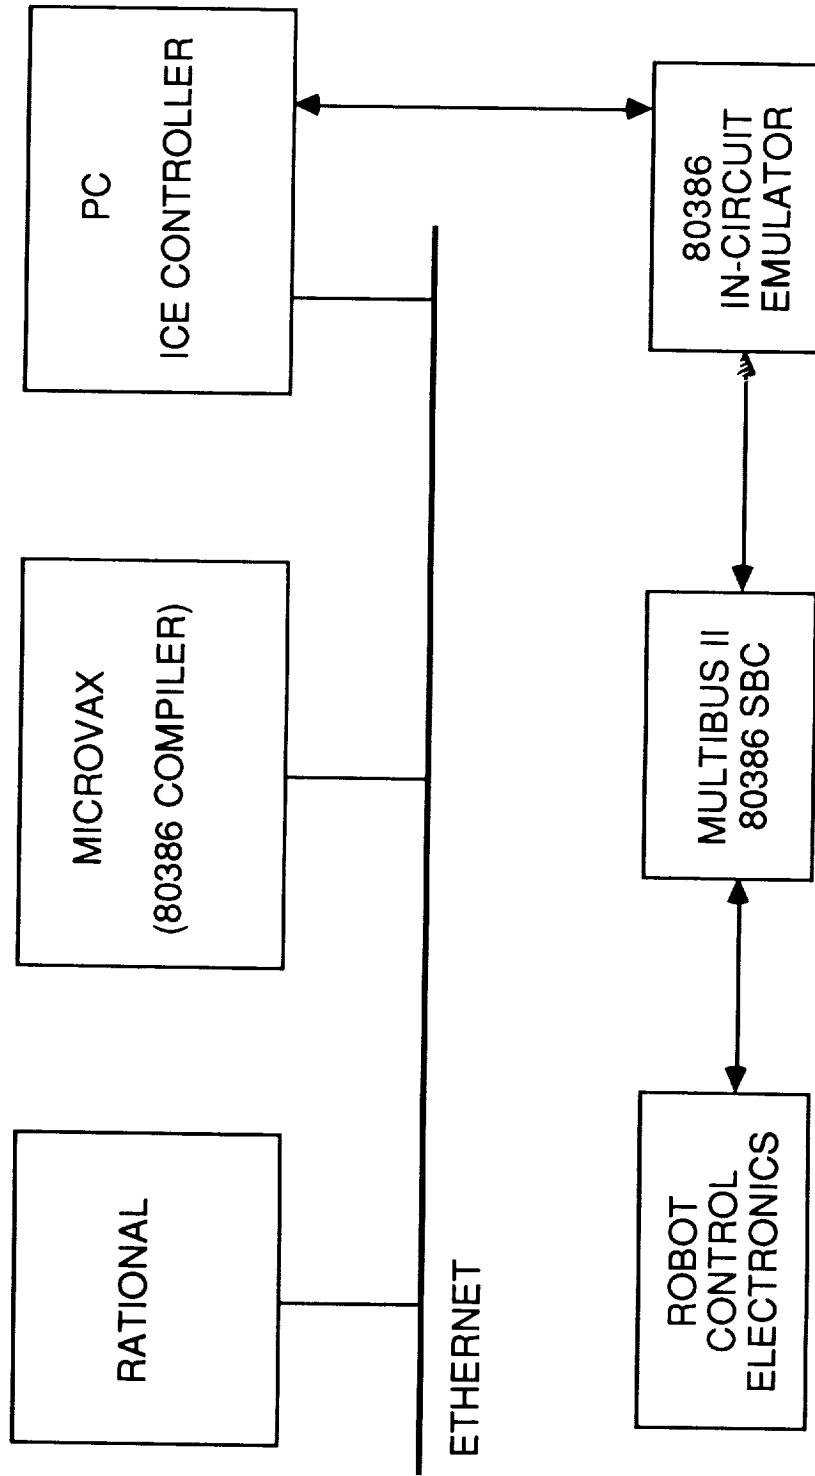 RATIONAL
MICROVAX
(80386 COMPILER)
PC
ICE CONTROLLER
ETHERNET
ROBOT
CONTROL
ELECTRONICS
MULTIBUS II
80386 SBC
80386
IN-CIRCUIT
EMULATOR